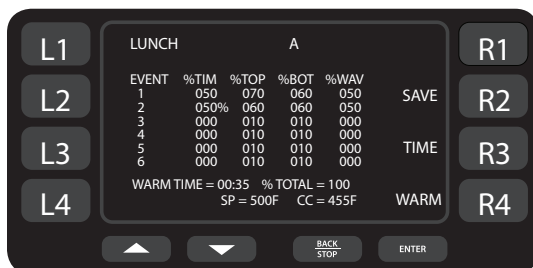 L1 LUNCH A R1
EVENT %TIM %TOP %BOT %WAV
1 050 070 060 050
L2 SAVE R2
2 050% 060 060 050
3 000 010 010 000
4 000 010 010 000
L3 5 000 010 010 000 TIME R3
6 000 010 010 000
WARM TIME = 00:35 % TOTAL = 100
L4 SP = 500F CC = 455F WARM R4
BACK
STOP
ENTER